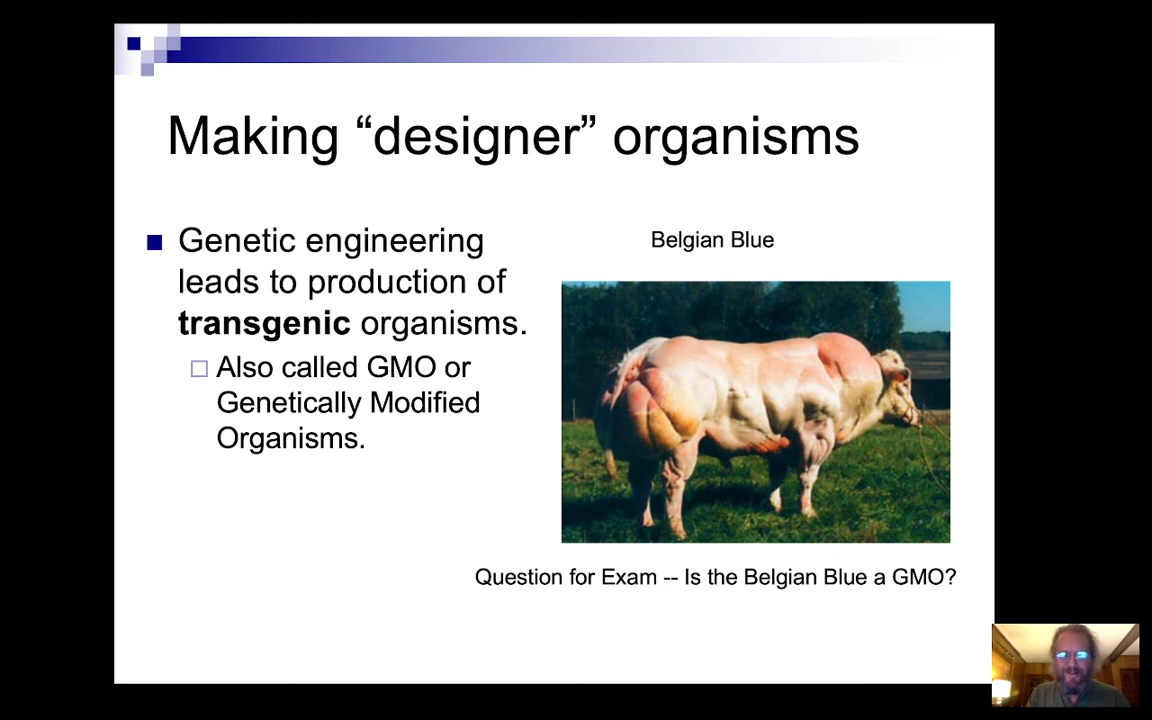 Making “designer” organisms
Genetic engineering
leads to production of
transgenic organisms.
Also called GMO or
Genetically Modified
Organisms.
Belgian Blue
Question for Exam -- Is the Belgian Blue a GMO?